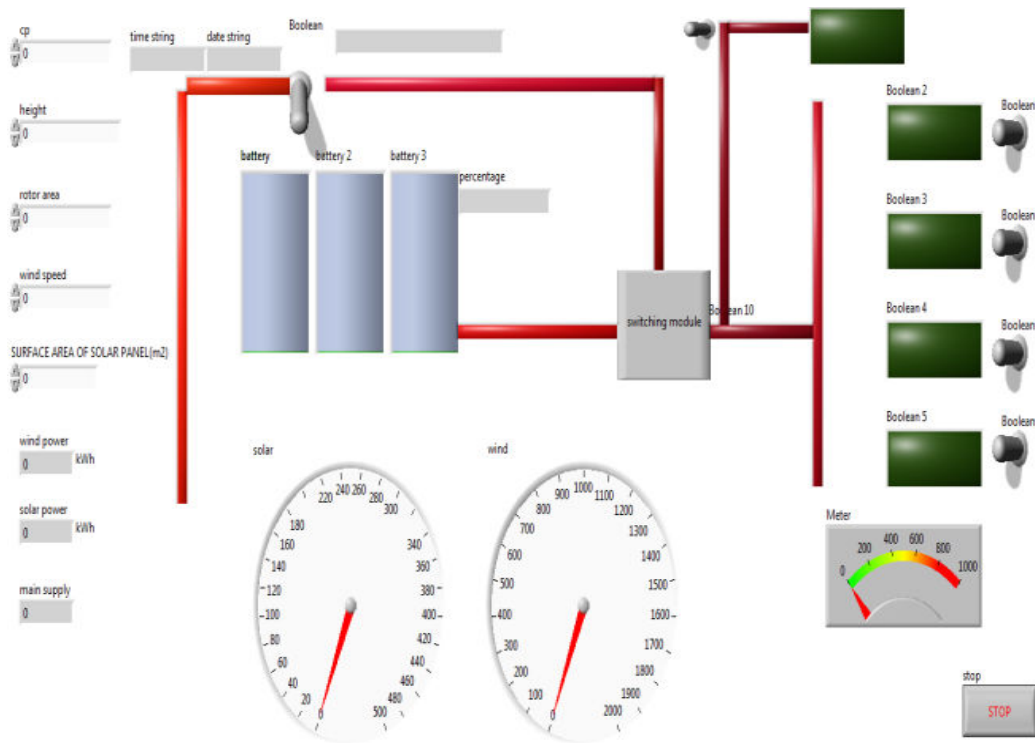 cp
0
time string
date string
Boolean
height
0
rotor area
0
wind speed
0
SURFACE AREA OF SOLAR PANEL(m2)
0
wind power
0 kWh
solar power
0 kWh
main supply
0
battery
battery 2
battery 3
percentage
switching module
Boolean 10
Boolean 2
Boolean
Boolean 3
Boolean
Boolean 4
Boolean
Boolean 5
Boolean
solar
0
20
40
60
80
100
120
140
160
180
220
240
260
280
300
340
360
380
400
420
440
460
480
500
wind
0
100
200
300
400
500
600
700
800
900
1000
1100
1200
1300
1400
1500
1600
1700
1800
1900
2000
Meter
0
200
400
600
800
1000
stop
STOP